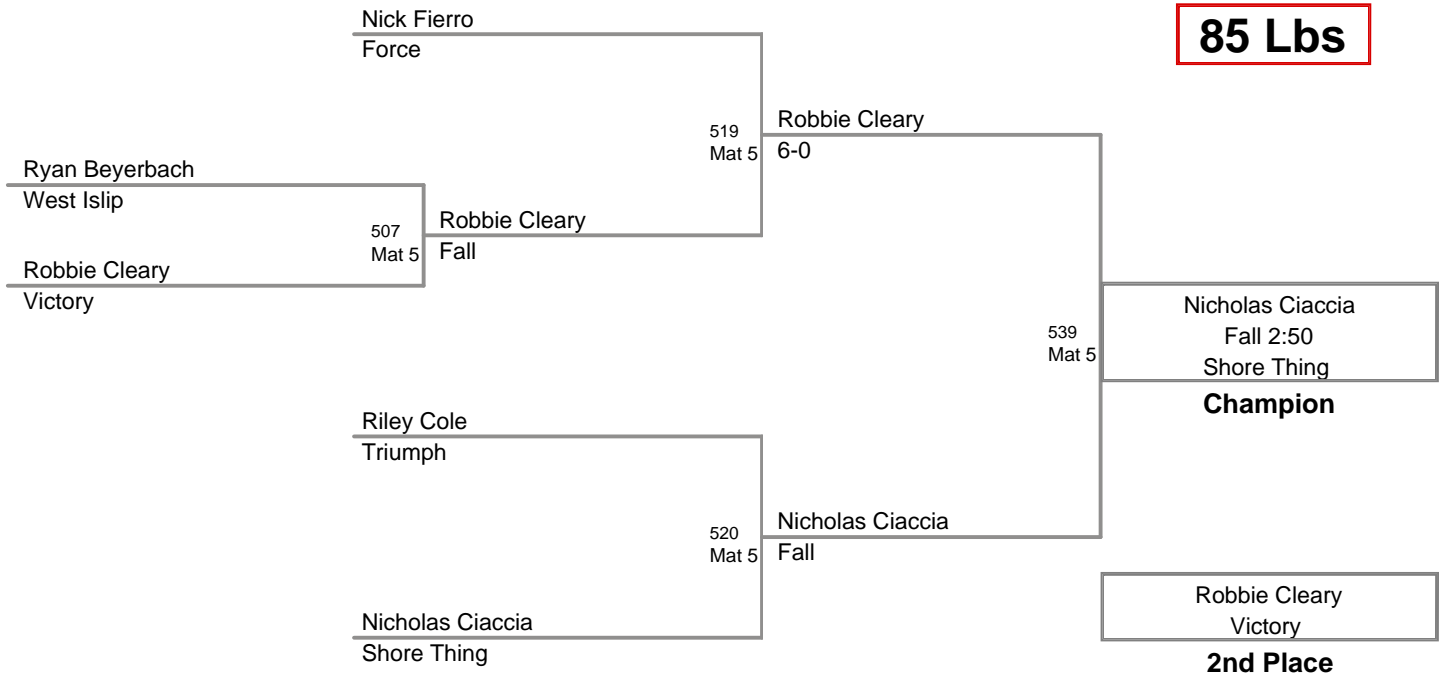 Nick Fierro
Force
85 Lbs
519
Mat 5
Robbie Cleary
6-0
Ryan Beyerbach
West Islip
507
Mat 5
Robbie Cleary
Fall
Robbie Cleary
Victory
539
Mat 5
Nicholas Ciaccia
Fall 2:50
Shore Thing
Champion
Riley Cole
Triumph
520
Mat 5
Nicholas Ciaccia
Fall
Nicholas Ciaccia
Shore Thing
Robbie Cleary
Victory
2nd Place